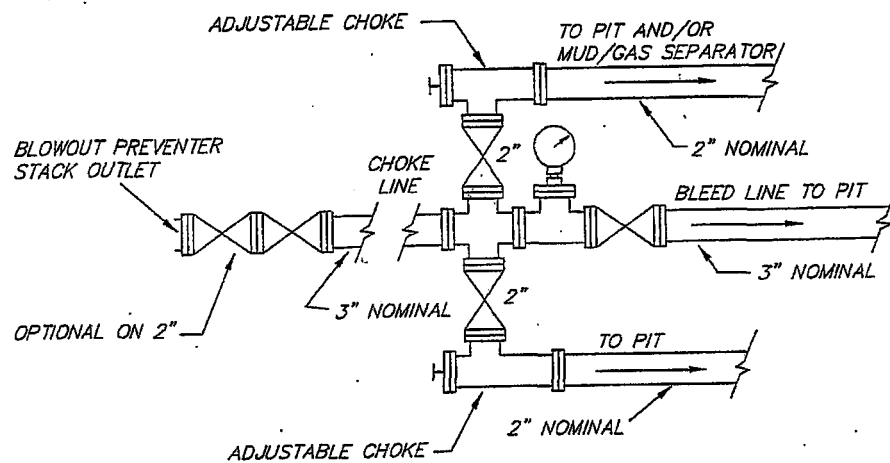 ADJUSTABLE CHOKE
TO PIT AND/OR
MUD/GAS SEPARATOR
2" NOMINAL
2"
BLOWOUT PREVENTER
STACK OUTLET
CHOKE
LINE
BLEED LINE TO PIT
3" NOMINAL
3" NOMINAL
OPTIONAL ON 2"
2"
TO PIT
2" NOMINAL
ADJUSTABLE CHOKE